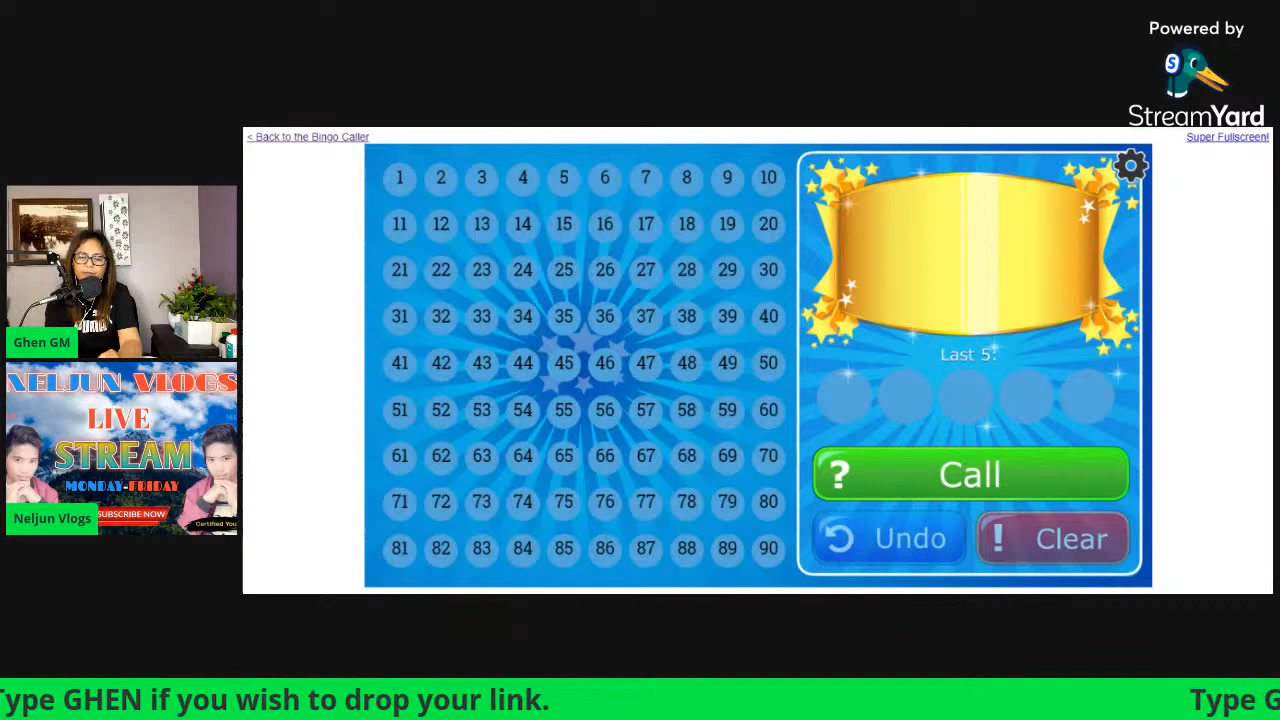 Powered by
StreamYard
< Back to the Bingo Caller
Super Fullscreen!
1 2 3 4 5 6 7 8 9 10
11 12 13 14 15 16 17 18 19 20
21 22 23 24 25 26 27 28 29 30
31 32 33 34 35 36 37 38 39 40
41 42 43 44 45 46 47 48 49 50
51 52 53 54 55 56 57 58 59 60
61 62 63 64 65 66 67 68 69 70
71 72 73 74 75 76 77 78 79 80
81 82 83 84 85 86 87 88 89 90
Last 5:
? Call
Undo
! Clear
Ghen GM
NELJUN VLOGS
LIVE
STREAM
MONDAY-FRIDAY
SUBSCRIBE NOW
Certified You
Neljun Vlogs
Type GHEN if you wish to drop your link.
Type G